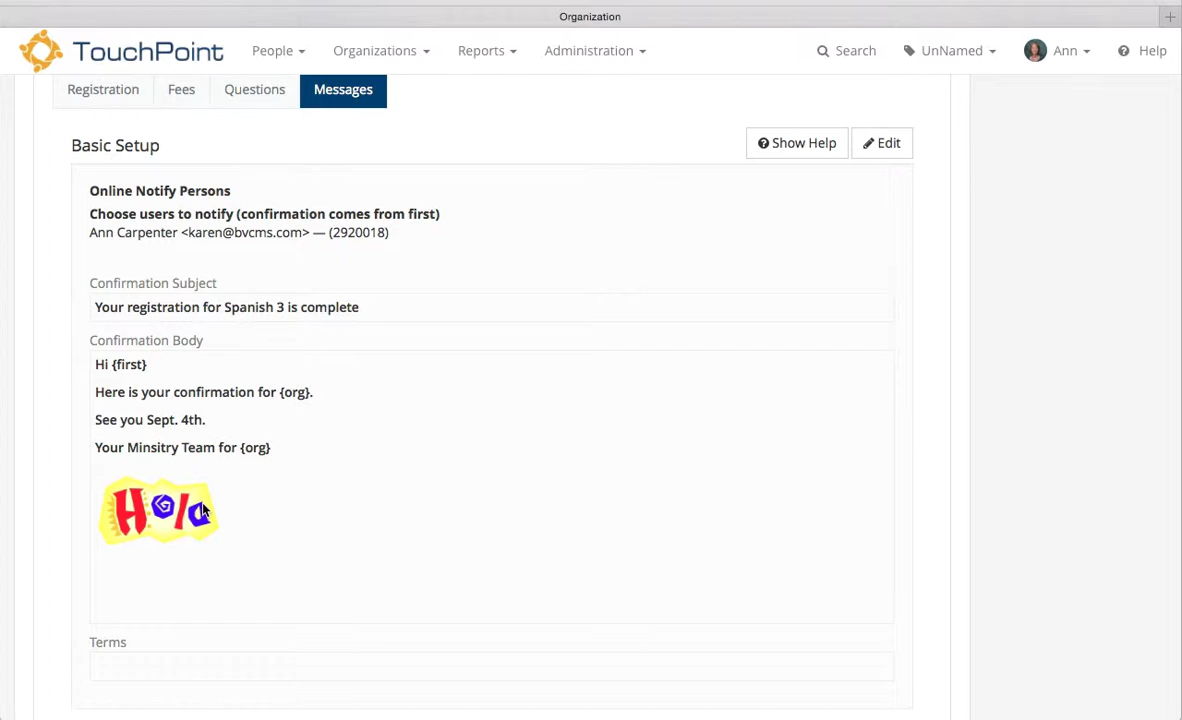 Organization
TouchPoint People Organizations Reports Administration Search UnNamed Ann Help
Registration Fees Questions Messages
Basic Setup Show Help Edit
Online Notify Persons
Choose users to notify (confirmation comes from first)
Ann Carpenter <karen@bvcms.com> — (2920018)
Confirmation Subject
Your registration for Spanish 3 is complete
Confirmation Body
Hi {first}
Here is your confirmation for {org}.
See you Sept. 4th.
Your Minsitry Team for {org}
Hola
Terms